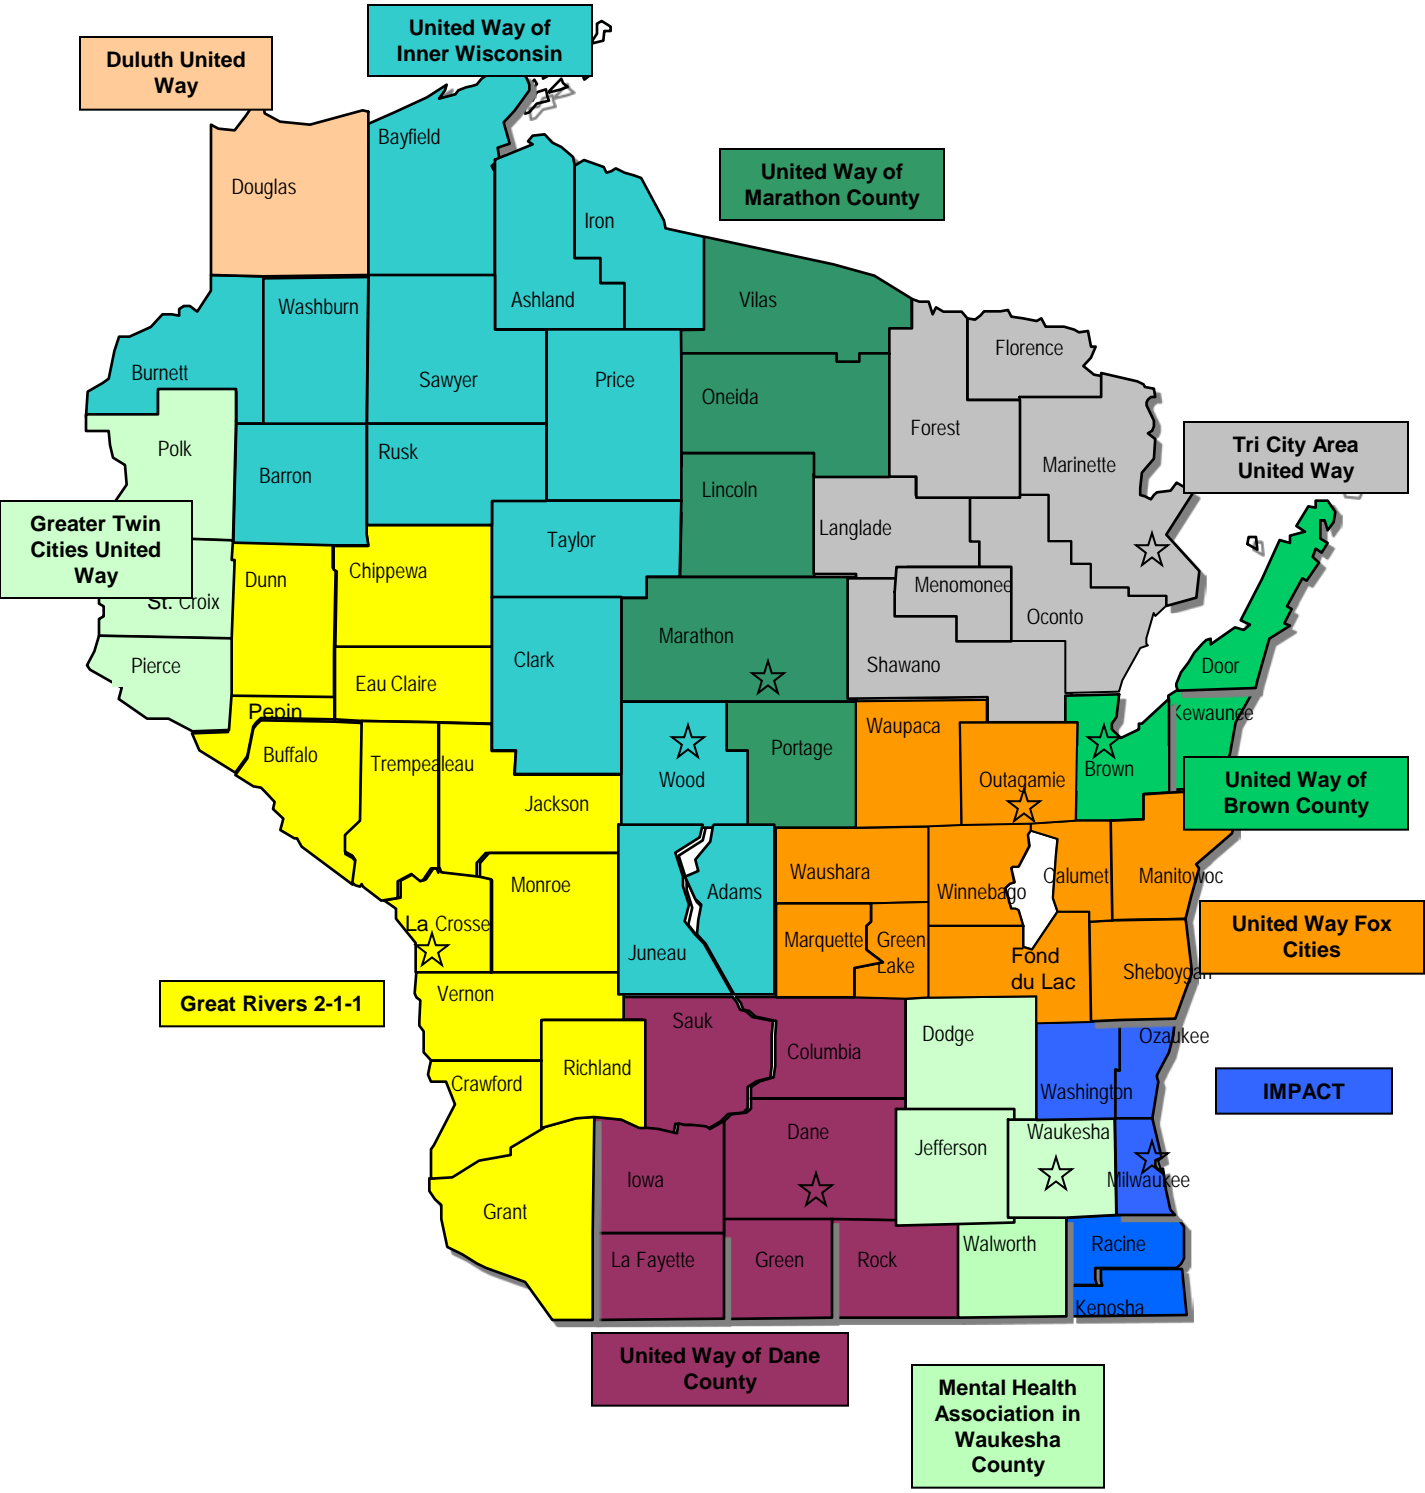 United Way of
Inner Wisconsin
Duluth United
Way
Bayfield
United Way of
Marathon County
Douglas
Iron
Ashland
Vilas
Washburn
Florence
Burnett
Sawyer
Price
Oneida
Forest
Polk
Rusk
Tri City Area
United Way
Marinette
Barron
Lincoln
Greater Twin
Cities United
Way
Langlade
Taylor
Chippewa
Dunn
Menomonee
St. Croix
Oconto
Marathon
Pierce
Clark
Shawano
Door
Eau Claire
Pepin
Kewaunee
Waupaca
Buffalo
Portage
Trempealeau
Brown
Wood
Outagamie
United Way of
Brown County
Jackson
Waushara
Calumet
Manitowoc
Monroe
Adams
Winnebago
La Crosse
United Way Fox
Cities
Marquette
Green
Lake
Juneau
Fond
du Lac
Sheboygan
Vernon
Great Rivers 2-1-1
Sauk
Dodge
Ozaukee
Columbia
Richland
Crawford
Washington
IMPACT
Dane
Waukesha
Jefferson
Iowa
Milwaukee
Grant
Walworth
Racine
La Fayette
Green
Rock
Kenosha
United Way of Dane
County
Mental Health
Association in
Waukesha
County